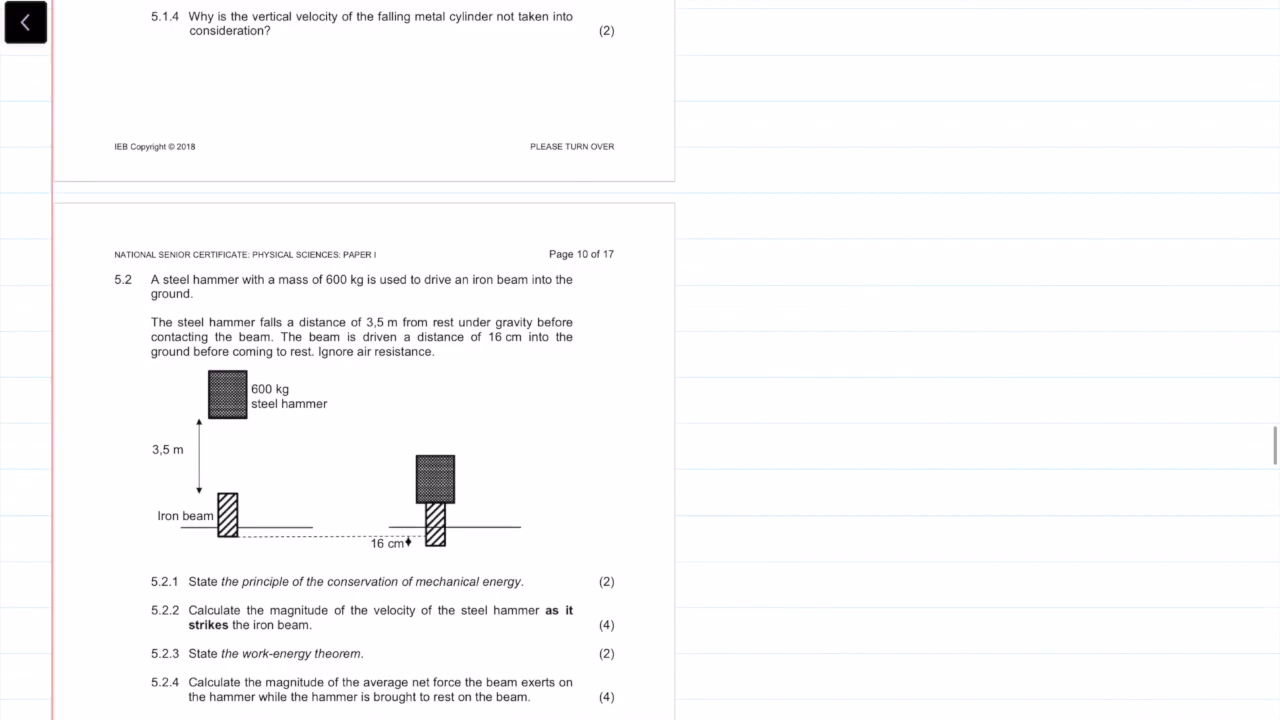 5.1.4 Why is the vertical velocity of the falling metal cylinder not taken into
consideration? (2)
IEB Copyright © 2018 PLEASE TURN OVER
NATIONAL SENIOR CERTIFICATE: PHYSICAL SCIENCES: PAPER I Page 10 of 17
5.2 A steel hammer with a mass of 600 kg is used to drive an iron beam into the
ground.
The steel hammer falls a distance of 3,5 m from rest under gravity before
contacting the beam. The beam is driven a distance of 16 cm into the
ground before coming to rest. Ignore air resistance.
600 kg
steel hammer
3,5 m
Iron beam
16 cm
5.2.1 State the principle of the conservation of mechanical energy. (2)
5.2.2 Calculate the magnitude of the velocity of the steel hammer as it
strikes the iron beam. (4)
5.2.3 State the work-energy theorem. (2)
5.2.4 Calculate the magnitude of the average net force the beam exerts on
the hammer while the hammer is brought to rest on the beam. (4)